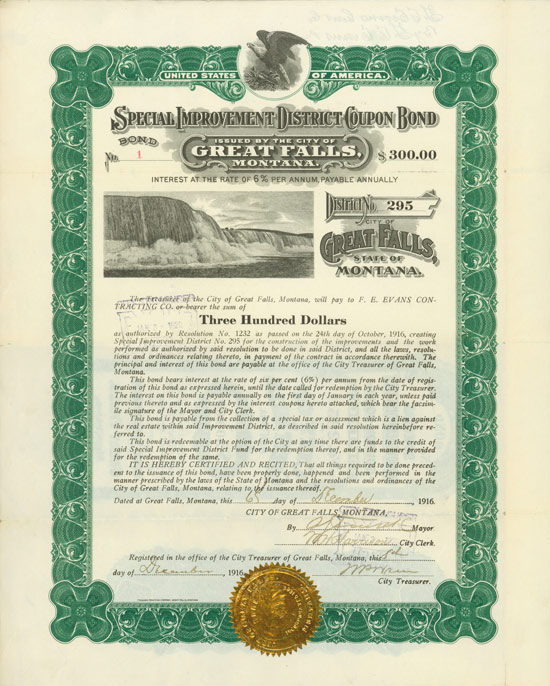 UNITED STATES OF AMERICA.
SPECIAL IMPROVEMENT DISTRICT COUPON BOND
BOND
No. 1
ISSUED BY THE CITY OF
GREAT FALLS,
MONTANA.
$300.00
INTEREST AT THE RATE OF 6% PER ANNUM, PAYABLE ANNUALLY
DISTRICT No. 295
CITY OF
GREAT FALLS,
STATE OF
MONTANA.
The Treasurer of the City of Great Falls, Montana, will pay to F. E. EVANS CON-
TRACTING CO. or bearer the sum of
Three Hundred Dollars
as authorized by Resolution No. 1232 as passed on the 24th day of October, 1916, creating
Special Improvement District No. 295 for the construction of the improvements and the work
performed as authorized by said resolution to be done in said District, and all the laws, resolu-
tions and ordinances relating thereto, in payment of the contract in accordance therewith. The
principal and interest of this bond are payable at the office of the City Treasurer of Great Falls,
Montana.
This bond bears interest at the rate of six per cent (6%) per annum from the date of regis-
tration of this bond as expressed herein, until the date called for redemption by the City Treasurer.
The interest on this bond is payable annually on the first day of January in each year, unless paid
previous thereto and as expressed by the interest coupons hereto attached, which bear the facsim-
ile signature of the Mayor and City Clerk.
This bond is payable from the collection of a special tax or assessment which is a lien against
the real estate within said Improvement District, as described in said resolution hereinbefore re-
ferred to.
This bond is redeemable at the option of the City at any time there are funds to the credit of
said Special Improvement District Fund for the redemption thereof, and in the manner provided
for the redemption of the same.
IT IS HEREBY CERTIFIED AND RECITED, That all things required to be done preced-
ent to the issuance of this bond, have been properly done, happened and been performed in the
manner prescribed by the laws of the State of Montana and the resolutions and ordinances of the
City of Great Falls, Montana, relating to the issuance thereof.
Dated at Great Falls, Montana, this day of December, 1916.
CITY OF GREAT FALLS, MONTANA,
By Mayor
City Clerk.
Registered in the office of the City Treasurer of Great Falls, Montana, this
day of December, 1916
City Treasurer.